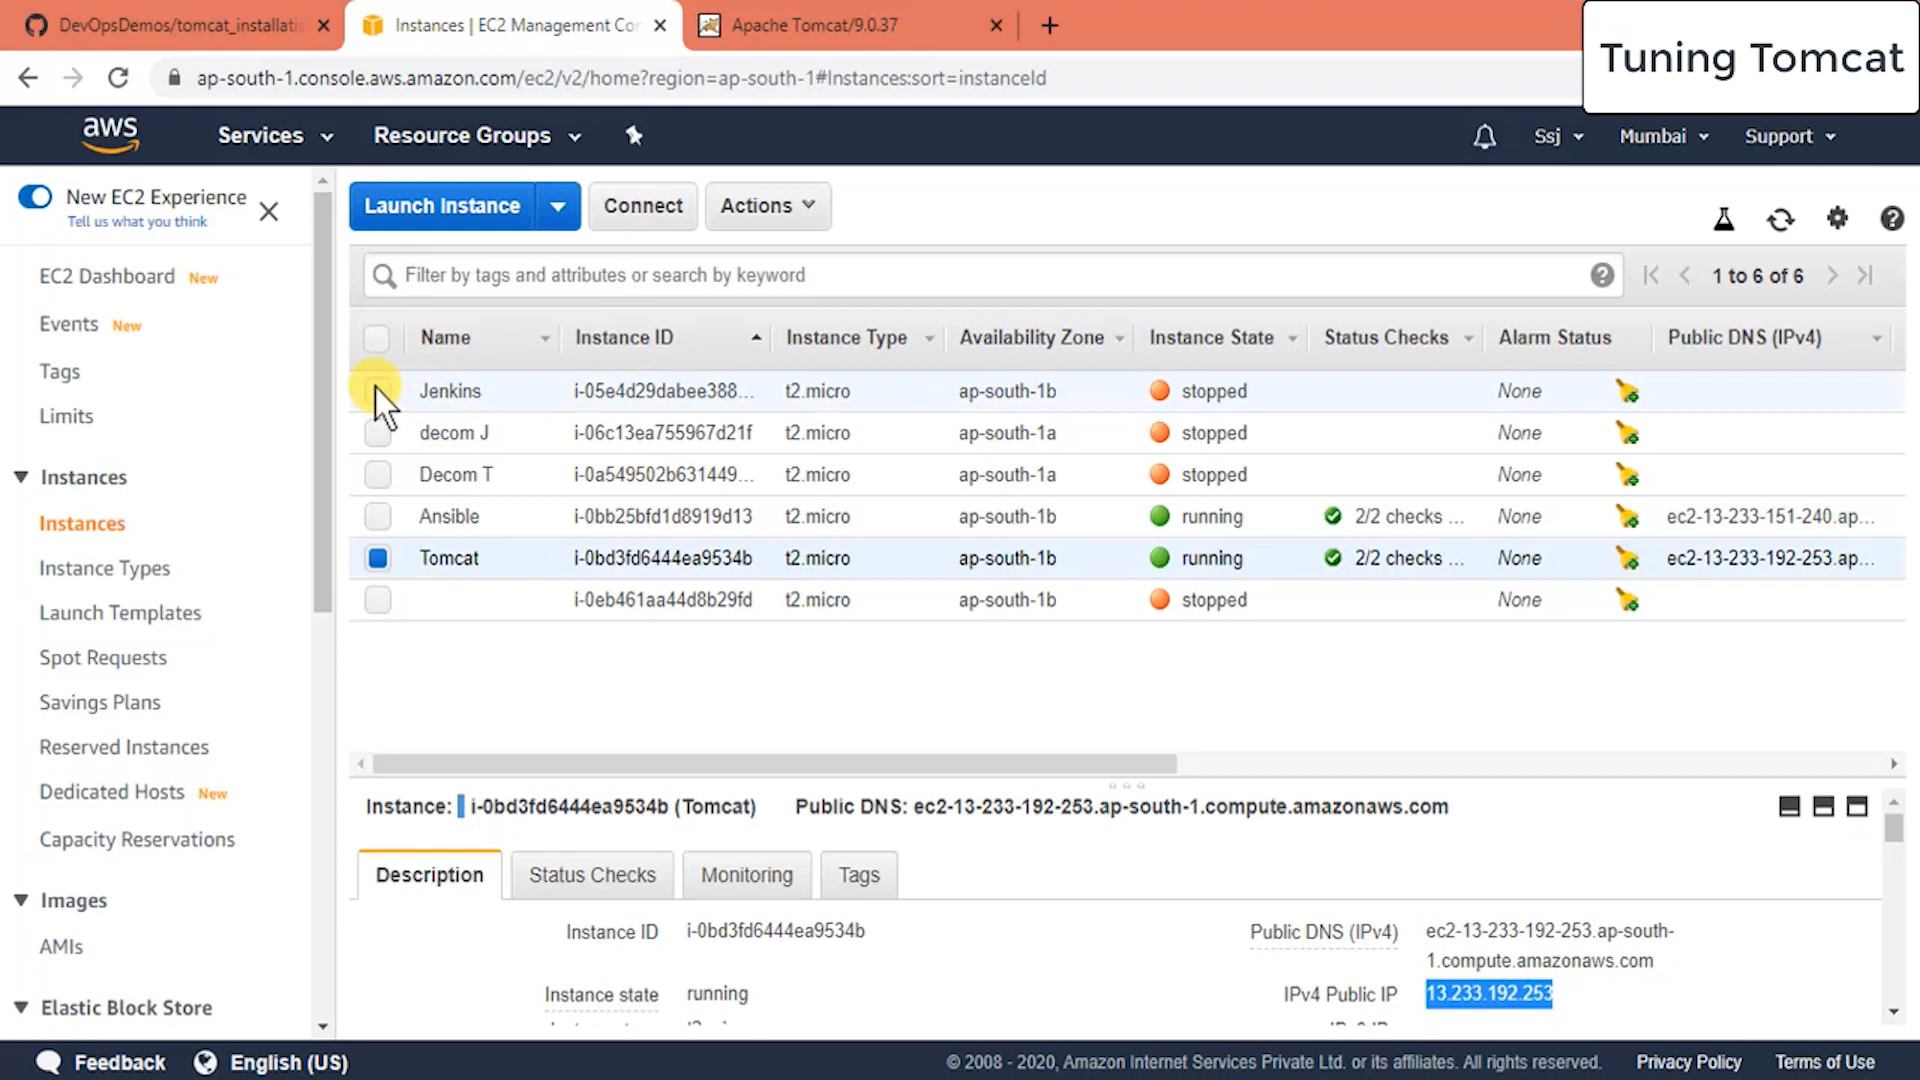 DevOpsDemos/tomcat_installatio
Instances | EC2 Management Con
Apache Tomcat/9.0.37
Tuning Tomcat
ap-south-1.console.aws.amazon.com/ec2/v2/home?region=ap-south-1#Instances:sort=instanceId
aws
Services
Resource Groups
Ssj
Mumbai
Support
New EC2 Experience
Tell us what you think
Launch Instance
Connect
Actions
EC2 Dashboard New
Events New
Tags
Limits
Instances
Instances
Instance Types
Launch Templates
Spot Requests
Savings Plans
Reserved Instances
Dedicated Hosts New
Capacity Reservations
Images
AMIs
Elastic Block Store
Filter by tags and attributes or search by keyword
1 to 6 of 6
Name Instance ID Instance Type Availability Zone Instance State Status Checks Alarm Status Public DNS (IPv4)
Jenkins i-05e4d29dabee388... t2.micro ap-south-1b stopped None
decom J i-06c13ea755967d21f t2.micro ap-south-1a stopped None
Decom T i-0a549502b631449... t2.micro ap-south-1a stopped None
Ansible i-0bb25bfd1d8919d13 t2.micro ap-south-1b running 2/2 checks ... None ec2-13-233-151-240.ap...
Tomcat i-0bd3fd6444ea9534b t2.micro ap-south-1b running 2/2 checks ... None ec2-13-233-192-253.ap...
i-0eb461aa44d8b29fd t2.micro ap-south-1b stopped None
Instance: i-0bd3fd6444ea9534b (Tomcat) Public DNS: ec2-13-233-192-253.ap-south-1.compute.amazonaws.com
Description
Status Checks
Monitoring
Tags
Instance ID i-0bd3fd6444ea9534b
Public DNS (IPv4) ec2-13-233-192-253.ap-south-
1.compute.amazonaws.com
Instance state running
IPv4 Public IP 13.233.192.253
Feedback
English (US)
© 2008 - 2020, Amazon Internet Services Private Ltd. or its affiliates. All rights reserved.
Privacy Policy
Terms of Use